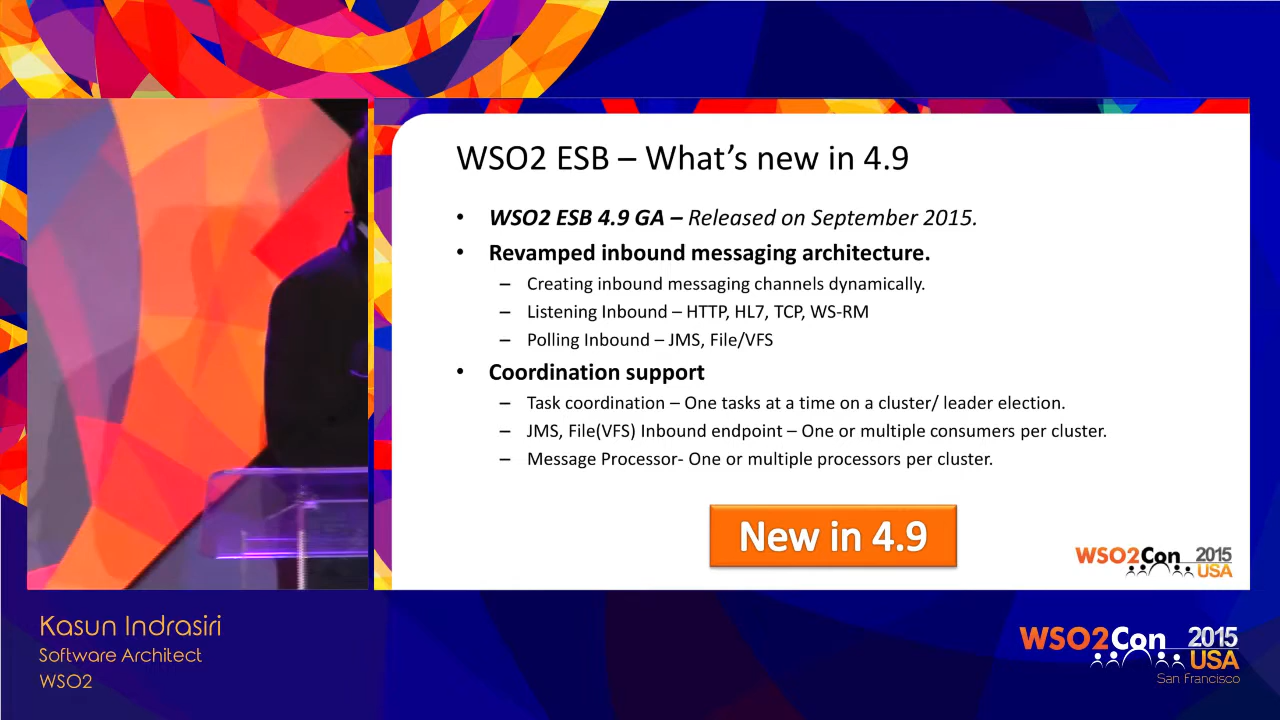 WSO2 ESB – What’s new in 4.9
• WSO2 ESB 4.9 GA – Released on September 2015.
• Revamped inbound messaging architecture.
– Creating inbound messaging channels dynamically.
– Listening Inbound – HTTP, HL7, TCP, WS-RM
– Polling Inbound – JMS, File/VFS
• Coordination support
– Task coordination – One tasks at a time on a cluster/ leader election.
– JMS, File(VFS) Inbound endpoint – One or multiple consumers per cluster.
– Message Processor- One or multiple processors per cluster.
New in 4.9
WSO2Con 2015
USA
Kasun Indrasiri
Software Architect
WSO2
WSO2Con 2015
USA
San Francisco